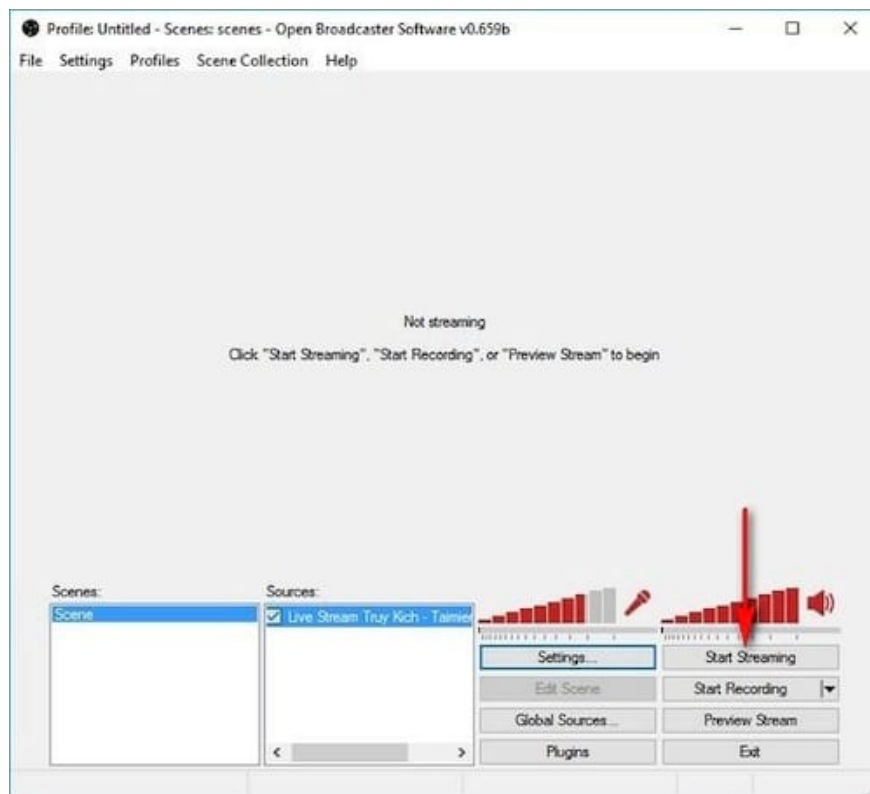 Profile: Untitled - Scenes: scenes - Open Broadcaster Software v0.659b
File Settings Profiles Scene Collection Help
Not streaming
Click "Start Streaming", "Start Recording", or "Preview Stream" to begin
Scenes:
Sources:
Scene
Live Stream Truy Kich - Taimien
Settings...
Start Streaming
Edit Scene
Start Recording
Global Sources...
Preview Stream
Plugins
Exit